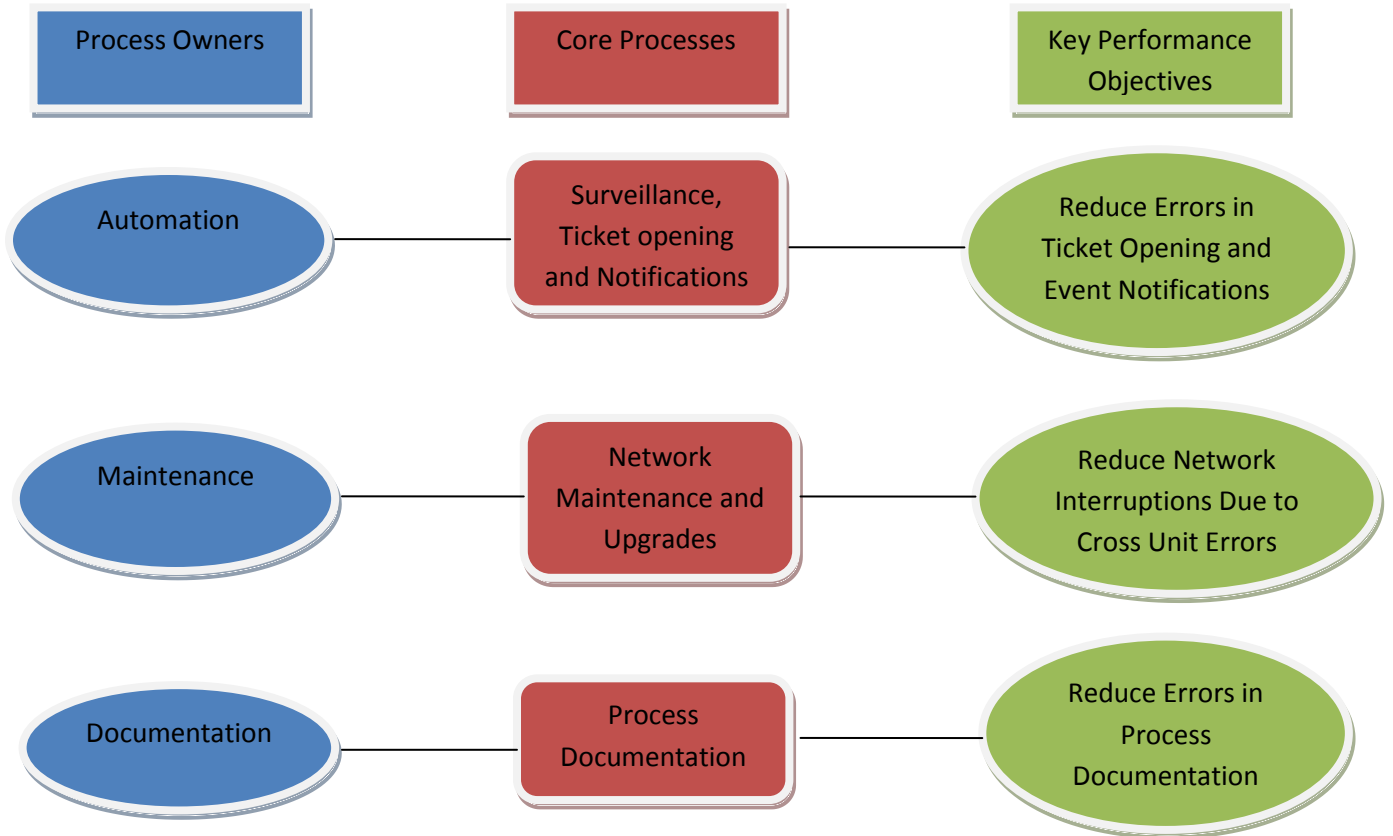 Process Owners
Core Processes
Key Performance
Objectives
Automation
Surveillance,
Ticket opening
and Notifications
Reduce Errors in
Ticket Opening and
Event Notifications
Maintenance
Network
Maintenance and
Upgrades
Reduce Network
Interruptions Due to
Cross Unit Errors
Documentation
Process
Documentation
Reduce Errors in
Process
Documentation